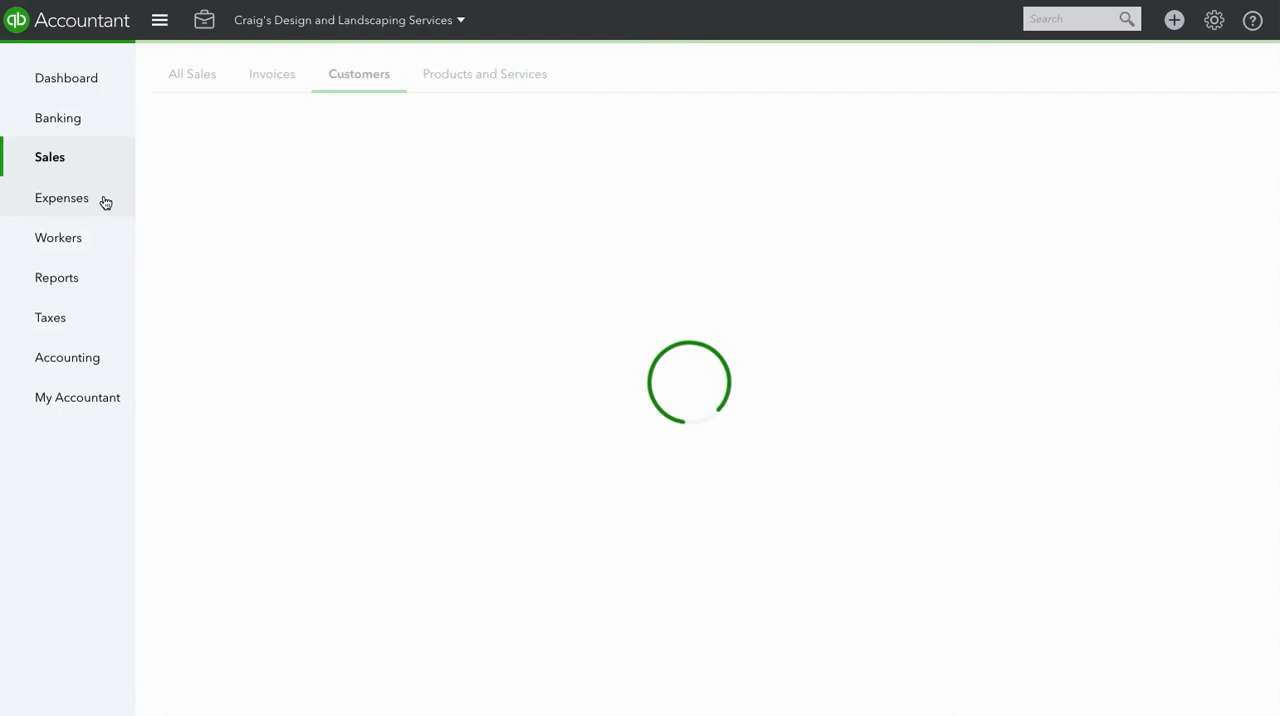 qb Accountant
Craig's Design and Landscaping Services
Search
All Sales
Invoices
Customers
Products and Services
Dashboard
Banking
Sales
Expenses
Workers
Reports
Taxes
Accounting
My Accountant